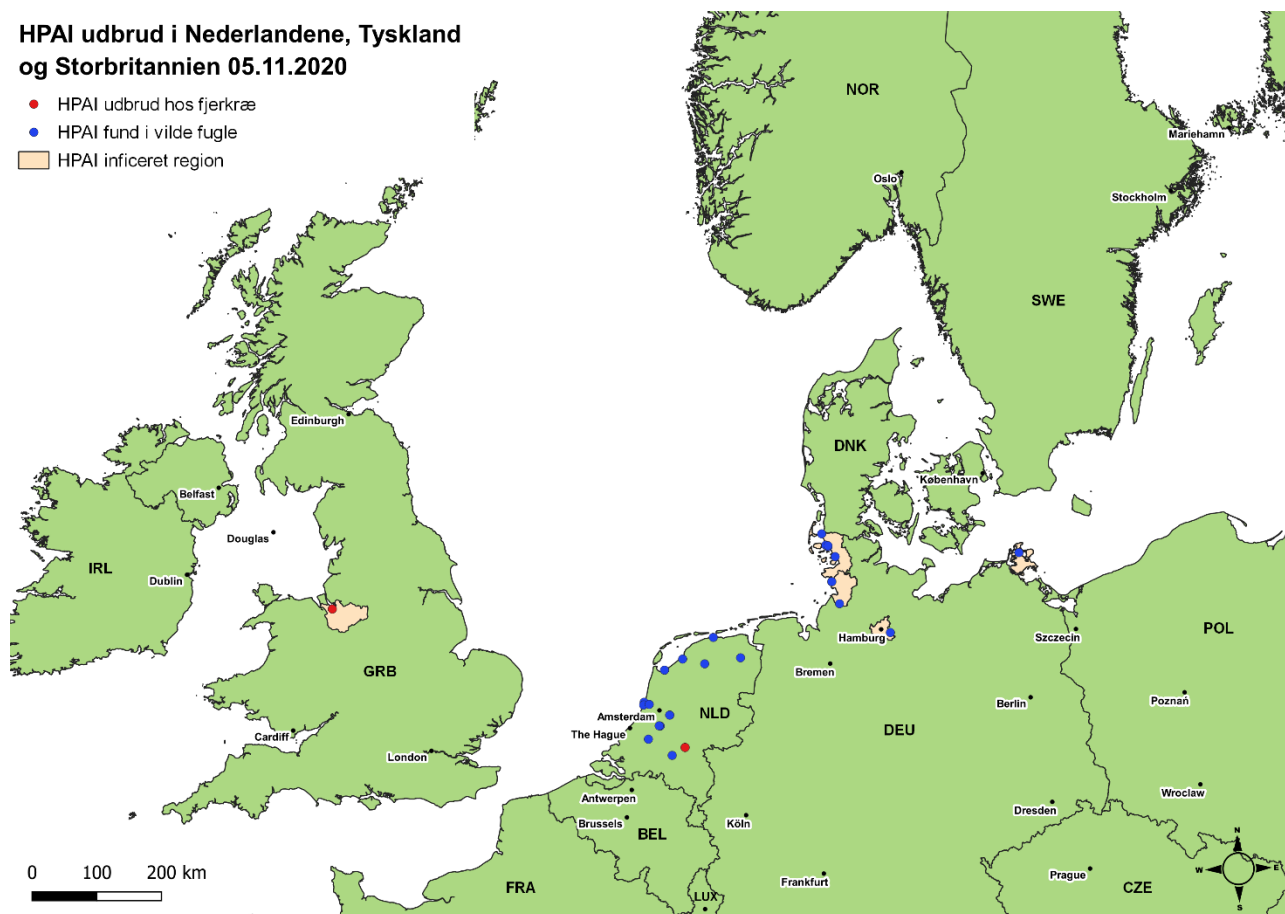 HPAI udbrud i Nederlandene, Tyskland
og Storbritannien 05.11.2020
HPAI udbrud hos fjerkræ
HPAI fund i vilde fugle
HPAI inficeret region
NOR
Mariehamn
Oslo
Stockholm
SWE
Edinburgh
DNK
København
Belfast
Douglas
IRL
Dublin
Hamburg
Szczecin
POL
GRB
Bremen
Amsterdam
NLD
Berlin
Poznań
The Hague
DEU
Cardiff
London
Antwerpen
Wroclaw
Dresden
Brussels
BEL
Köln
N
W
E
S
0 100 200 km
Frankfurt
Prague
CZE
FRA
LUX